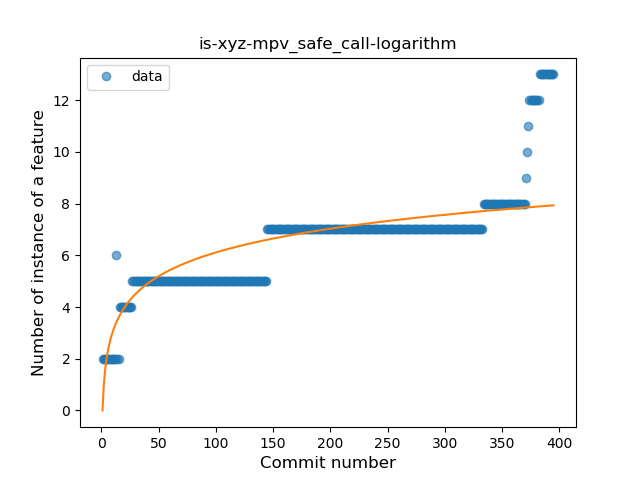 is-xyz-mpv_safe_call-logarithm
data
Number of instance of a feature
12
10
8
6
4
2
0
0 50 100 150 200 250 300 350 400
Commit number